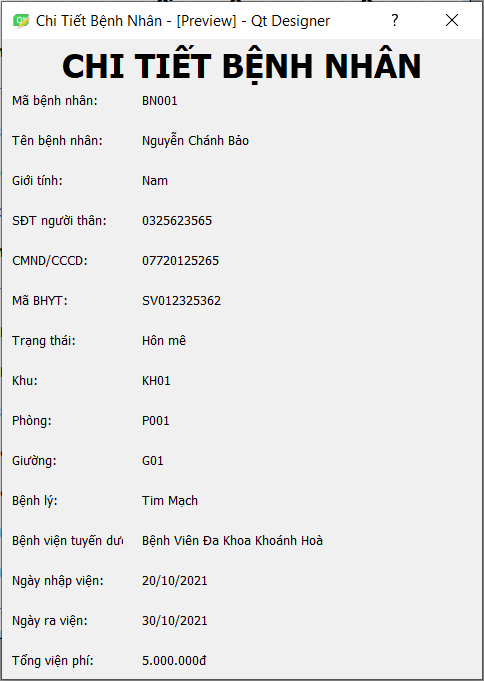 Chi Tiết Bệnh Nhân - [Preview] - Qt Designer
CHI TIẾT BỆNH NHÂN
Mã bệnh nhân: BN001
Tên bệnh nhân: Nguyễn Chánh Bảo
Giới tính: Nam
SĐT người thân: 0325623565
CMND/CCCD: 07720125265
Mã BHYT: SV012325362
Trạng thái: Hôn mê
Khu: KH01
Phòng: P001
Giường: G01
Bệnh lý: Tim Mạch
Bệnh viện tuyến dướ Bệnh Viên Đa Khoa Khoánh Hoà
Ngày nhập viện: 20/10/2021
Ngày ra viện: 30/10/2021
Tổng viện phí: 5.000.000đ